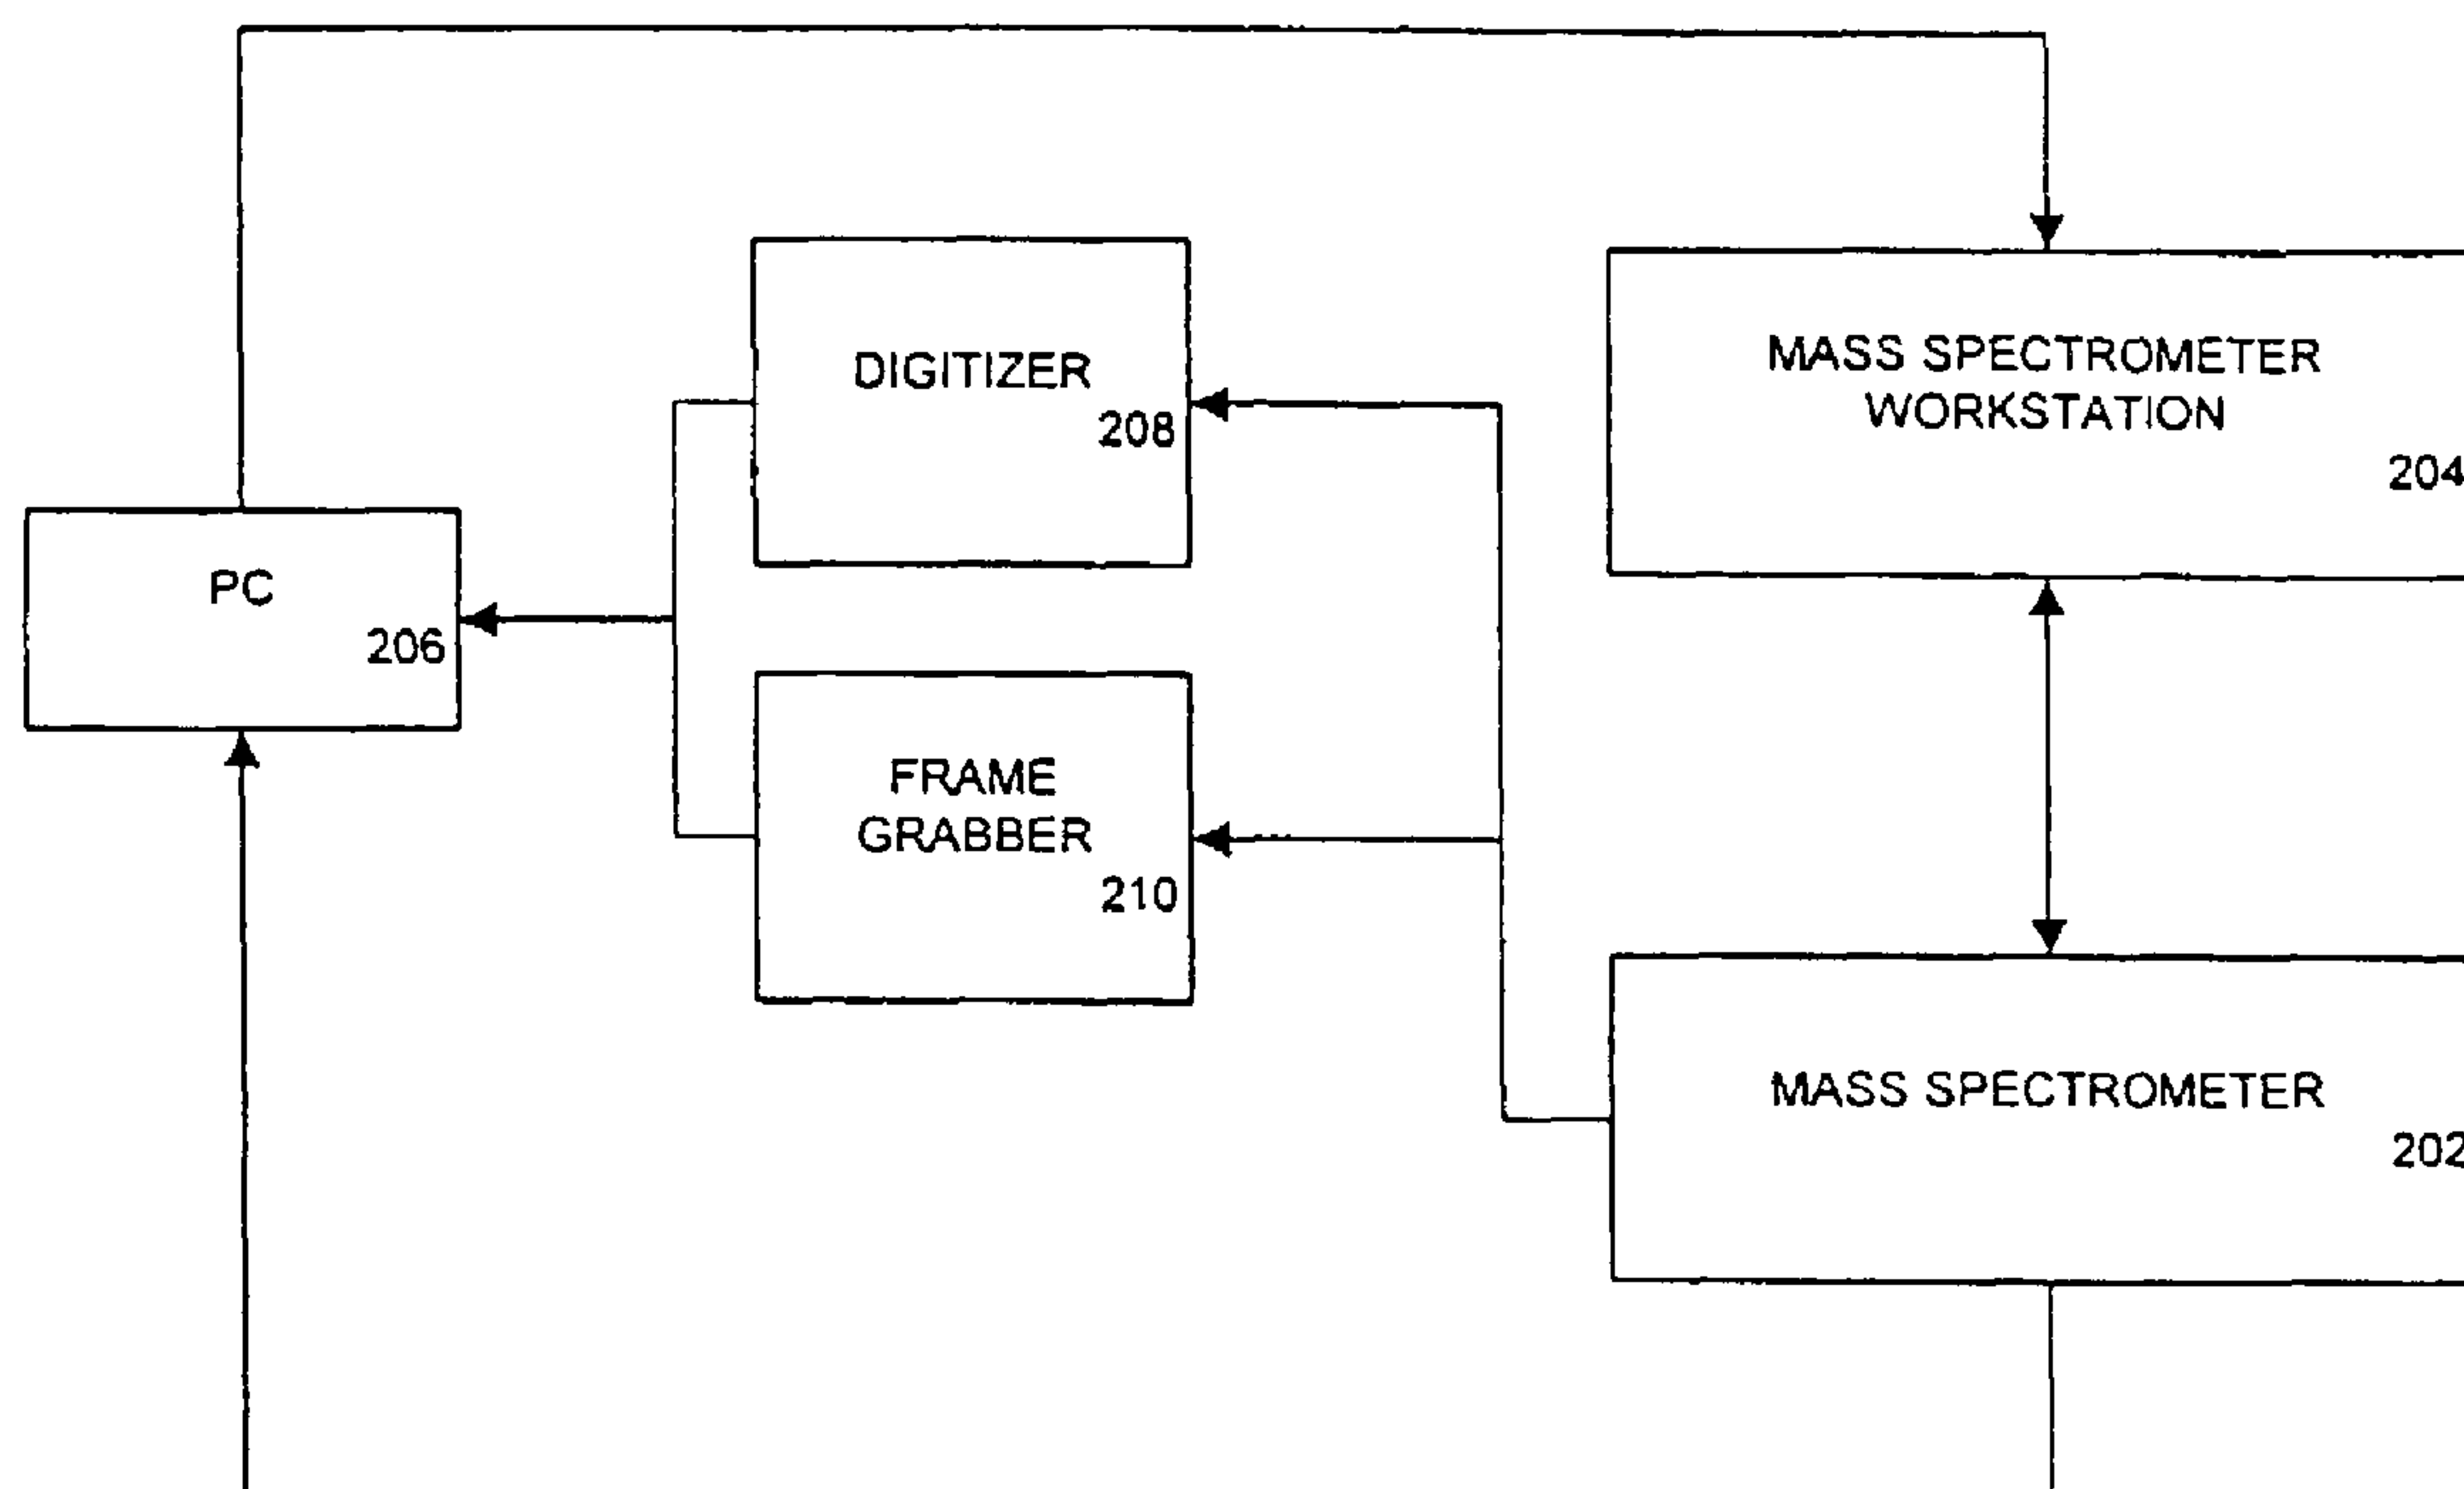 DIGITIZER
208
MASS SPECTROMETER
WORKSTATION
204
PC
206
FRAME
GRABBER
210
MASS SPECTROMETER
202